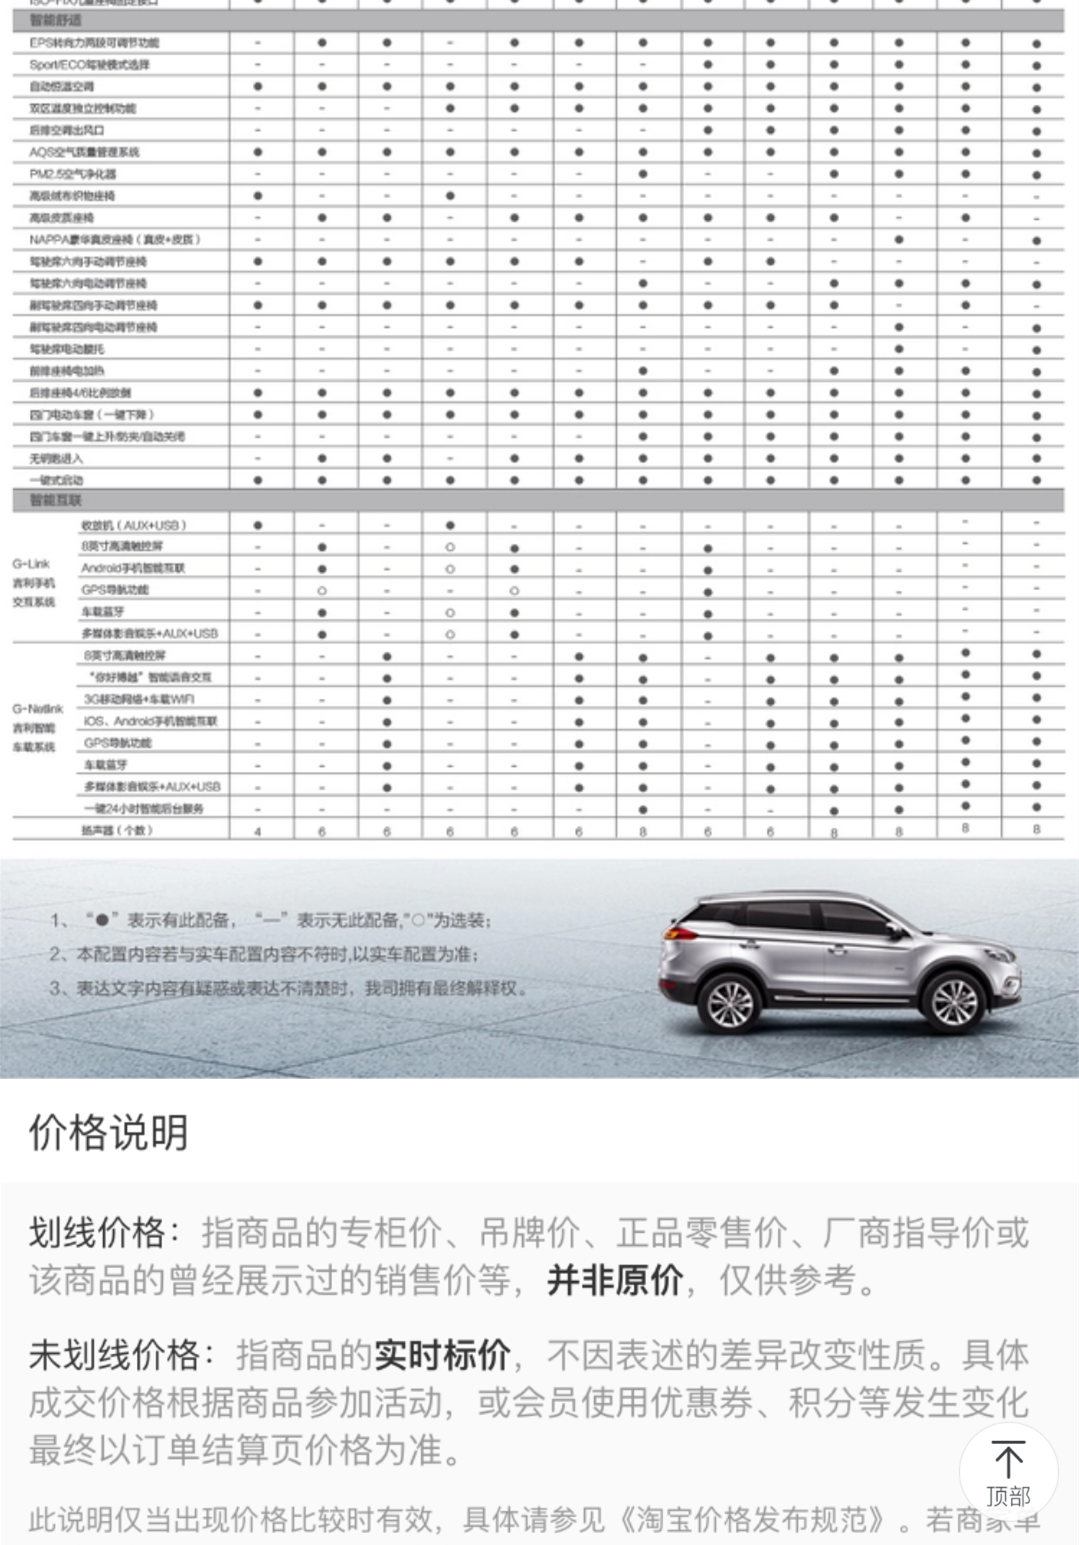 ISO-FIX儿童座椅固定接口 ● ● ● ● ● ● ● ● ● ● ● ● ●
智能舒适
EPS转向力两段可调节功能 - ● ● - ● ● ● ● ● ● ● ● ●
Sport/ECO驾驶模式选择 - - - - - - - ● ● ● ● ● ●
自动恒温空调 ● ● ● ● ● ● ● ● ● ● ● ● ●
双区温度独立控制功能 - - - ● ● ● ● ● ● ● ● ● ●
后排空调出风口 - - - - - - - ● ● ● ● ● ●
AQS空气质量管理系统 ● ● ● ● ● ● ● ● ● ● ● ● ●
PM2.5空气净化器 - - - - - - ● - - ● ● ● ●
高级绒布织物座椅 ● - - ● - - - - - - - - -
高级皮质座椅 - ● ● - ● ● ● ● ● ● - ● -
NAPPA豪华真皮座椅（真皮+皮质） - - - - - - - - - - ● - ●
驾驶席六向手动调节座椅 ● ● ● ● ● ● - ● ● - - - -
驾驶席六向电动调节座椅 - - - - - - ● - - ● ● ● ●
副驾驶席四向手动调节座椅 ● ● ● ● ● ● ● ● ● ● - ● -
副驾驶席四向电动调节座椅 - - - - - - - - - - ● - ●
驾驶席电动腰托 - - - - - - - - - - ● - ●
前排座椅电加热 - - - - - - ● - - ● ● ● ●
后排座椅4/6比例放倒 ● ● ● ● ● ● ● ● ● ● ● ● ●
四门电动车窗（一键下降） ● ● ● ● ● ● ● ● ● ● ● ● ●
四门车窗一键上升/防夹/自动关闭 - - - - - - ● ● ● ● ● ● ●
无钥匙进入 - ● ● - ● ● ● ● ● ● ● ● ●
一键式启动 ● ● ● ● ● ● ● ● ● ● ● ● ●
智能互联
G-Link
吉利手机
交互系统
收放机（AUX+USB） ● - - ● - - - - - - - - -
8英寸高清触控屏 - ● - ○ ● - - ● - - - - -
Android手机智能互联 - ● - ○ ● - - ● - - - - -
GPS导航功能 - ○ - - ○ - - ● - - - - -
车载蓝牙 - ● - ○ ● - - ● - - - - -
多媒体影音娱乐+AUX+USB - ● - ○ ● - - ● - - - - -
G-Netlink
吉利智能
车载系统
8英寸高清触控屏 - - ● - - ● ● - ● ● ● ● ●
“你好博越”智能语音交互 - - ● - - ● ● - ● ● ● ● ●
3G移动网络+车载WIFI - - ● - - ● ● - ● ● ● ● ●
iOS、Android手机智能互联 - - ● - - ● ● - ● ● ● ● ●
GPS导航功能 - - ● - - ● ● - ● ● ● ● ●
车载蓝牙 - - ● - - ● ● - ● ● ● ● ●
多媒体影音娱乐+AUX+USB - - ● - - ● ● - ● ● ● ● ●
一键24小时智能后台服务 - - - - - - ● - - ● ● ● ●
扬声器（个数） 4 6 6 6 6 6 8 6 6 8 8 8 8
1、“●”表示有此配备，“—”表示无此配备,"○"为选装；
2、本配置内容若与实车配置内容不符时,以实车配置为准；
3、表达文字内容有疑惑或表达不清楚时，我司拥有最终解释权。
价格说明
划线价格：指商品的专柜价、吊牌价、正品零售价、厂商指导价或
该商品的曾经展示过的销售价等，并非原价，仅供参考。
未划线价格：指商品的实时标价，不因表述的差异改变性质。具体
成交价格根据商品参加活动，或会员使用优惠券、积分等发生变化
最终以订单结算页价格为准。
顶部
此说明仅当出现价格比较时有效，具体请参见《淘宝价格发布规范》。若商家单